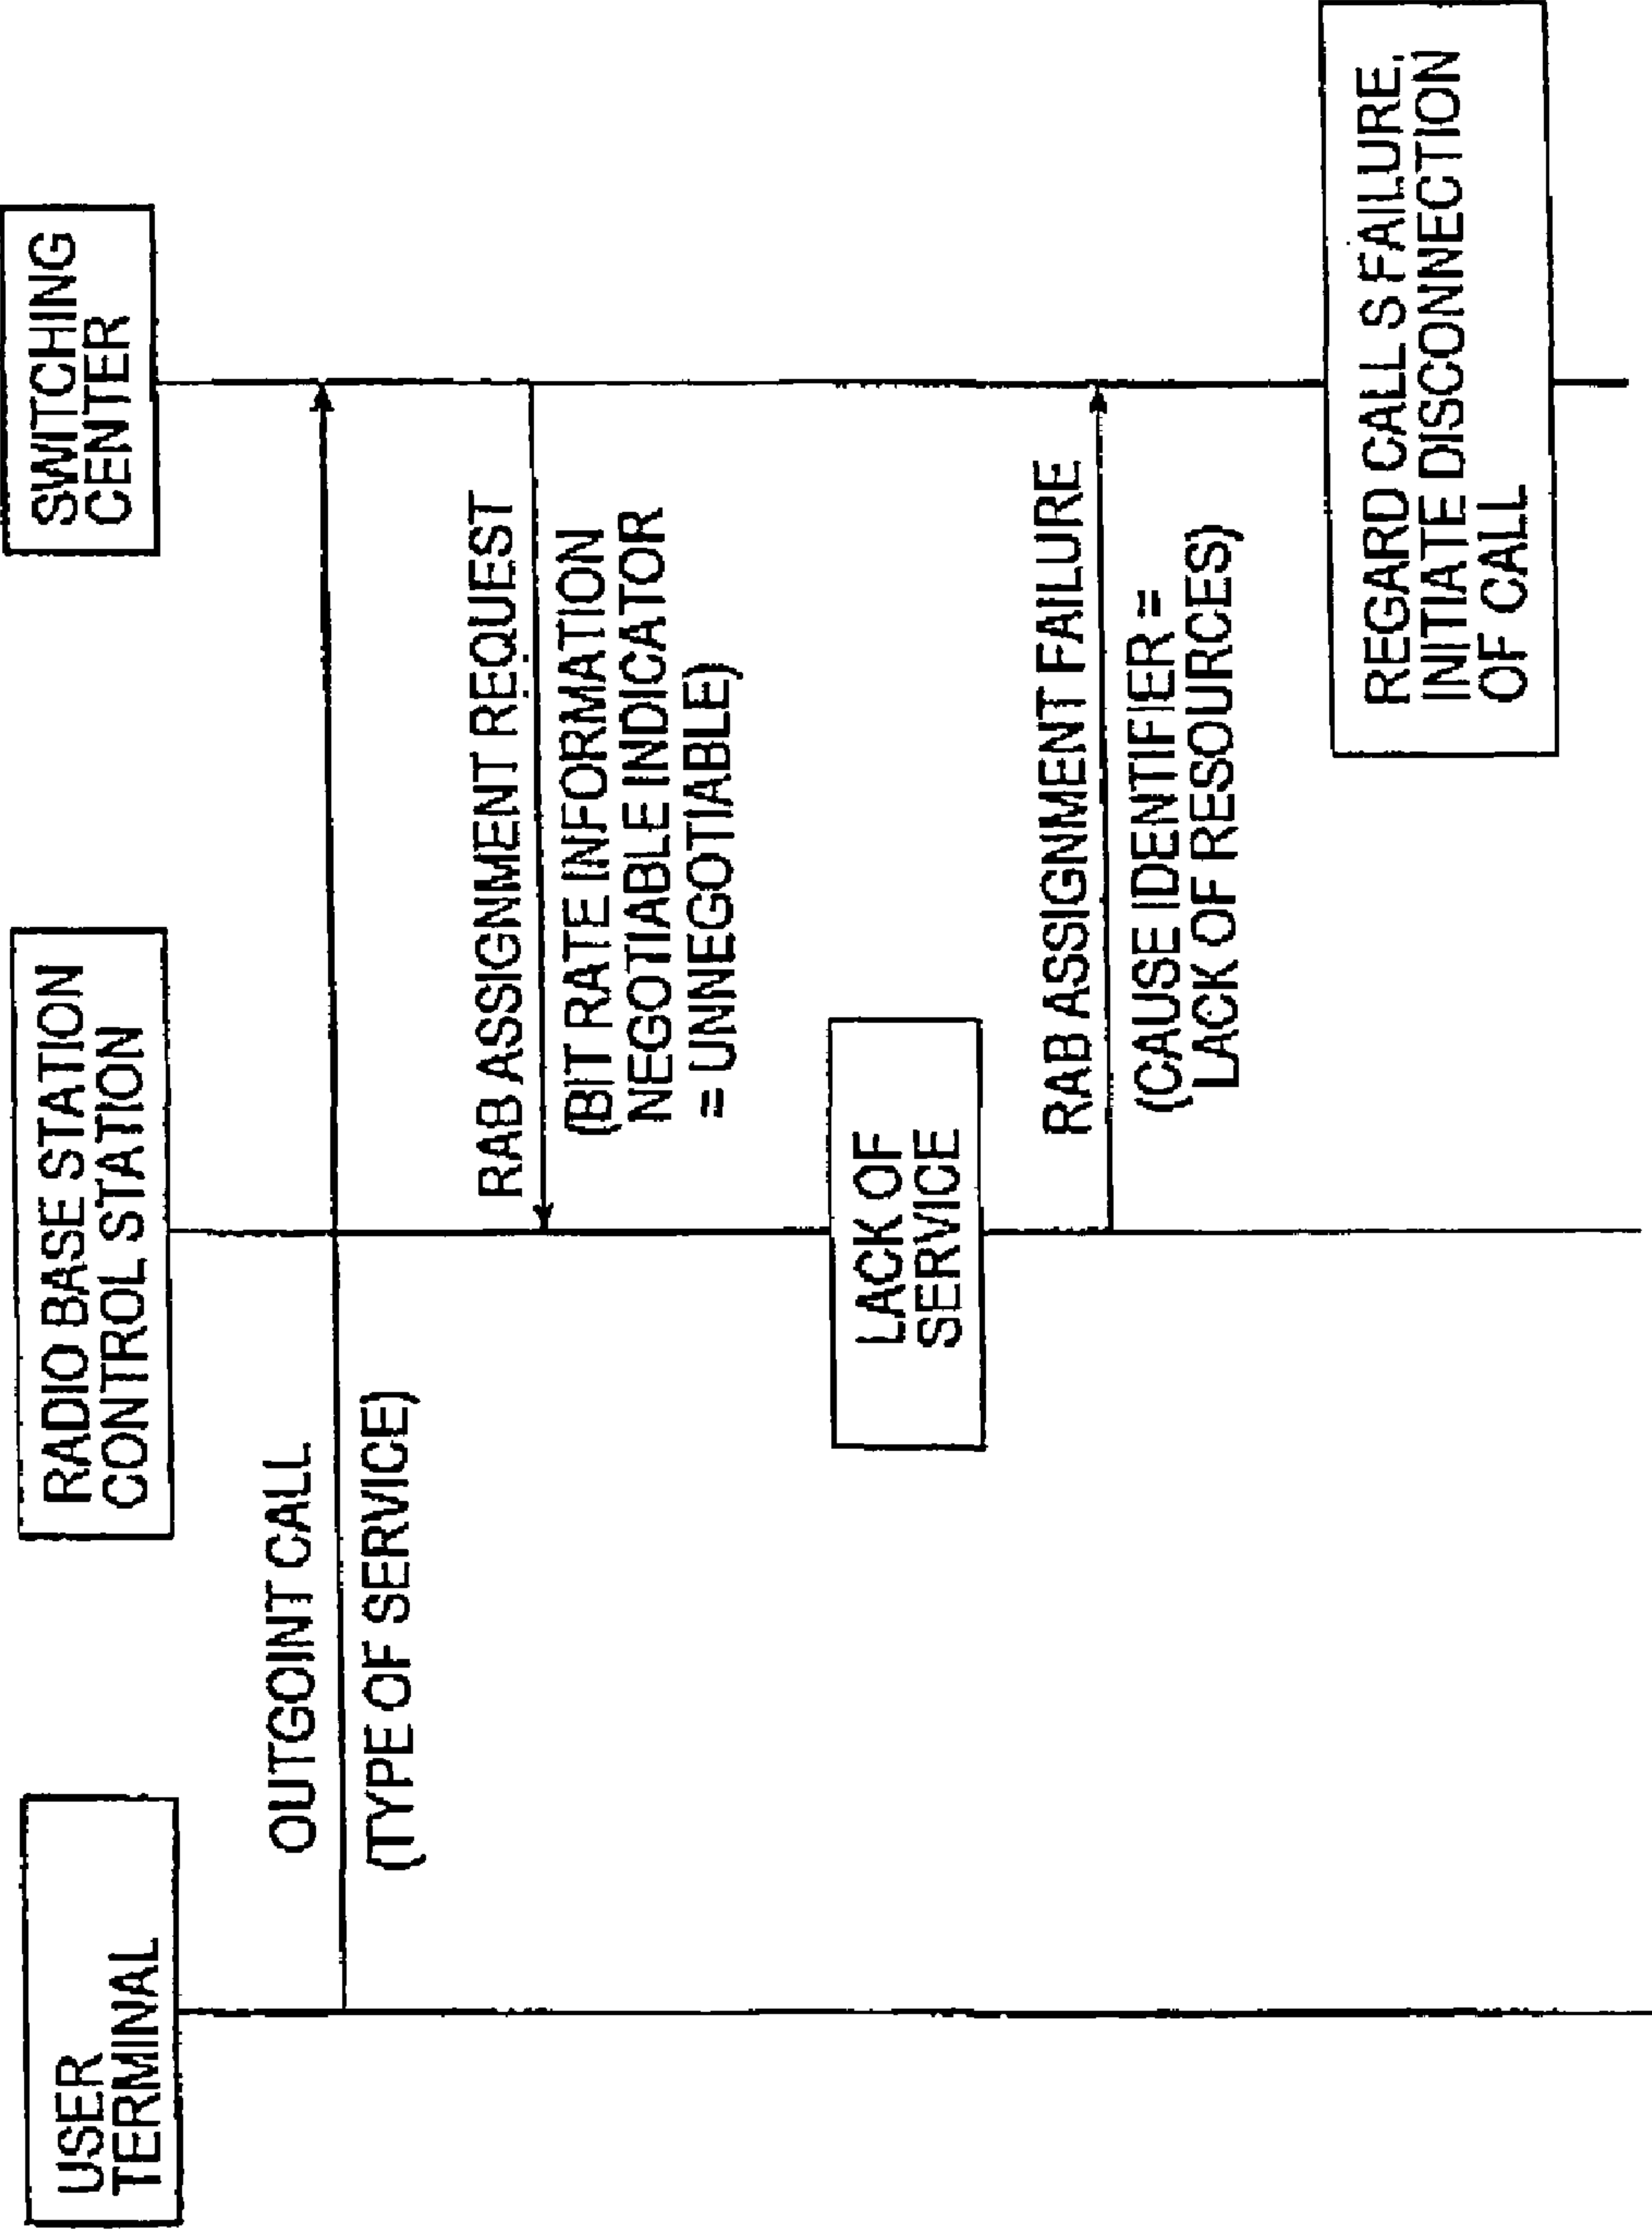 USER
TERMINAL
RADIO BASE STATION
CONTROL STATION
SWITCHING
CENTER
OUTGOINT CALL
(TYPE OF SERVICE)
RAB ASSIGNMENT REQUEST
(BIT RATE INFORMATION
NEGOTIABLE INDICATOR
= UNNEGOTIABLE)
LACK OF
SERVICE
RAB ASSIGNMENT FAILURE
(CAUSE IDENTIFIER =
LACK OF RESOURCES)
REGARD CALL S FAILURE,
INITIATE DISCONNECTION
OF CALL